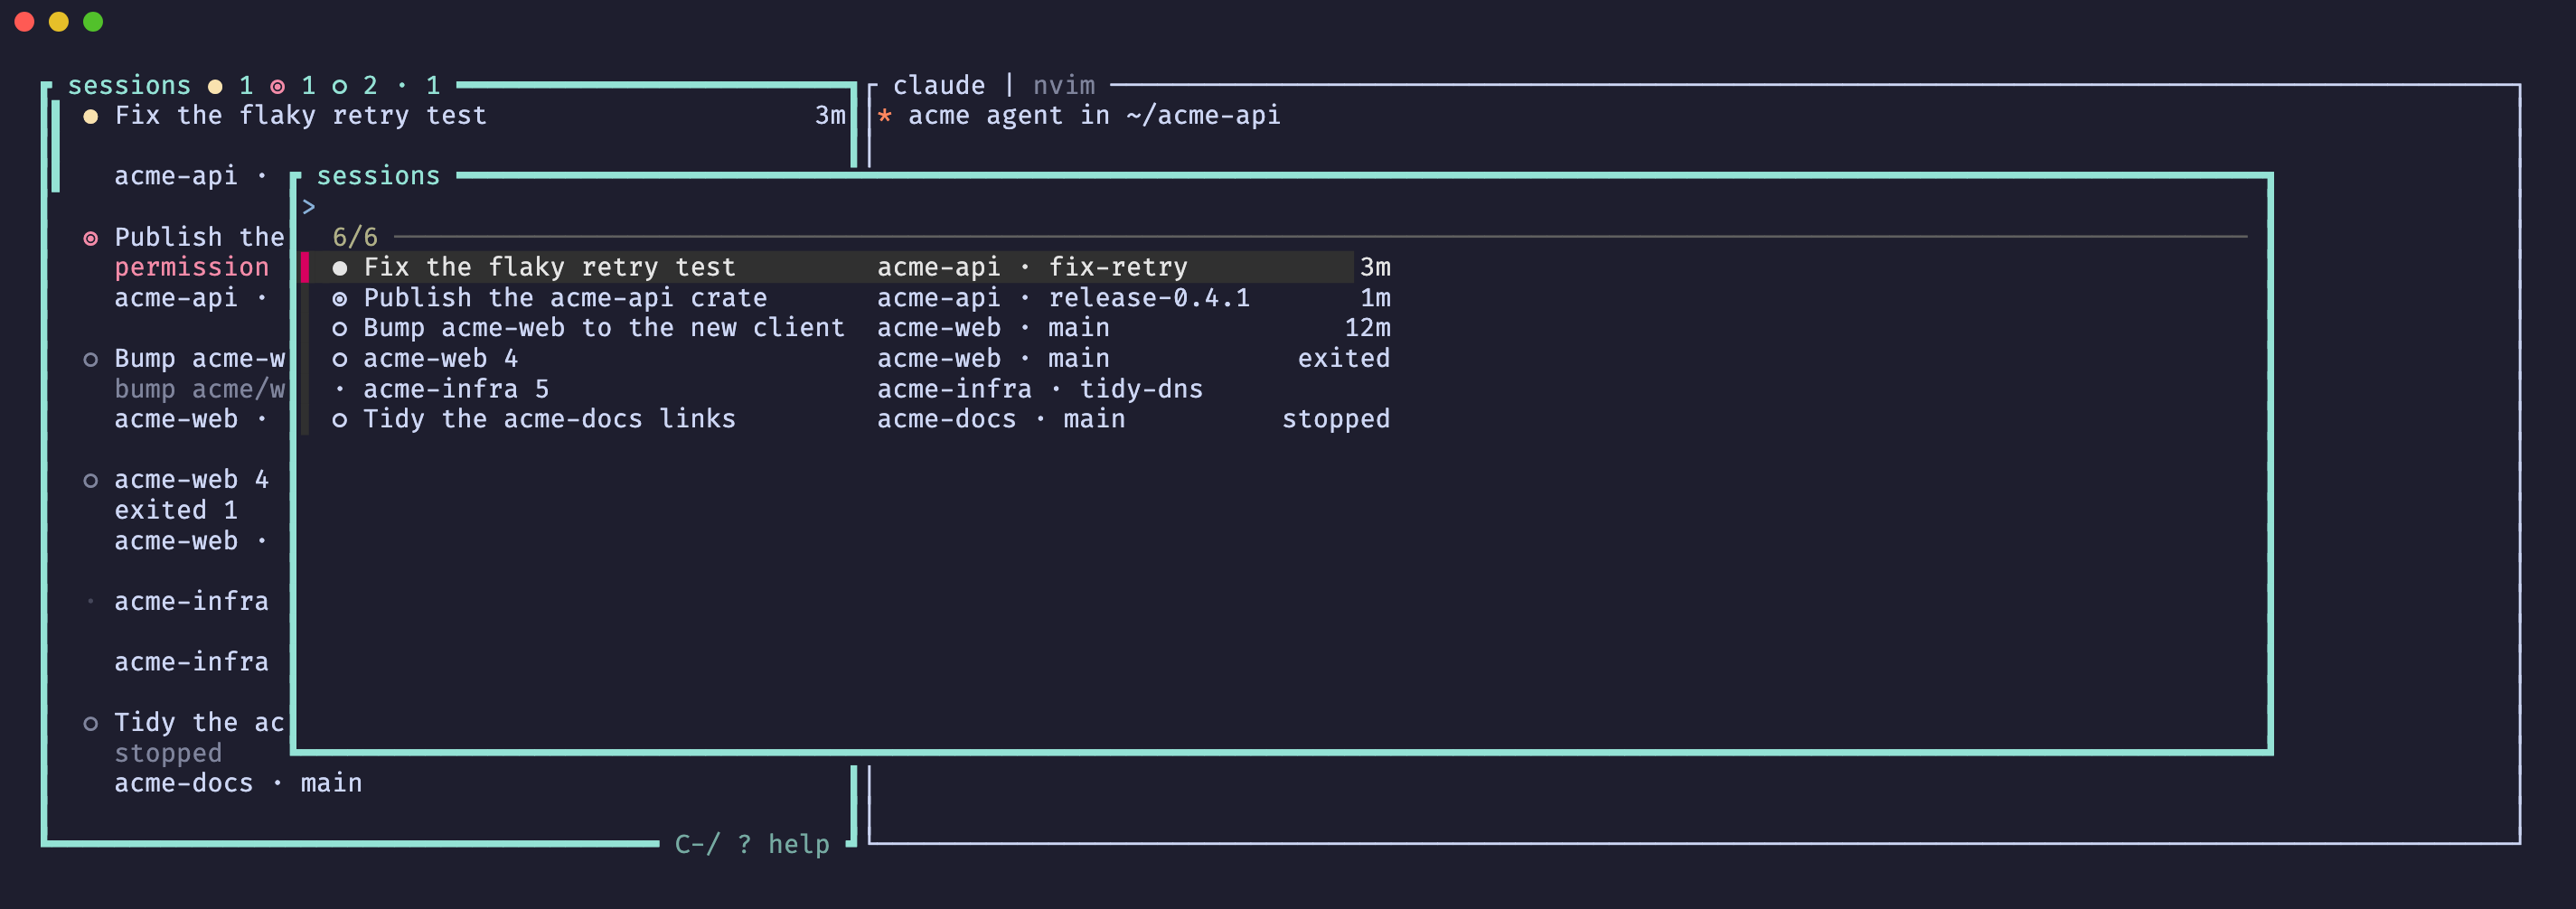 sessions ● 1 ◉ 1 ○ 2 · 1
● Fix the flaky retry test 3m
acme-api ·
◉ Publish the
permission
acme-api ·
○ Bump acme-w
bump acme/w
acme-web ·
○ acme-web 4
exited 1
acme-web ·
· acme-infra
acme-infra
○ Tidy the ac
stopped
acme-docs · main
C-/ ? help
claude | nvim
* acme agent in ~/acme-api
sessions
>
6/6
● Fix the flaky retry test acme-api · fix-retry 3m
◉ Publish the acme-api crate acme-api · release-0.4.1 1m
○ Bump acme-web to the new client acme-web · main 12m
○ acme-web 4 acme-web · main exited
· acme-infra 5 acme-infra · tidy-dns
○ Tidy the acme-docs links acme-docs · main stopped